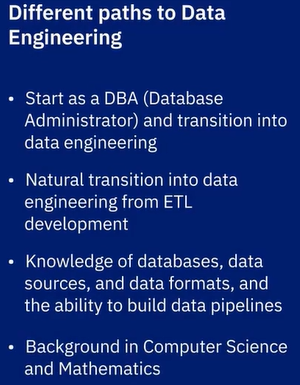 Different paths to Data
Engineering
• Start as a DBA (Database
Administrator) and transition into
data engineering
• Natural transition into data
engineering from ETL
development
• Knowledge of databases, data
sources, and data formats, and
the ability to build data pipelines
• Background in Computer Science
and Mathematics